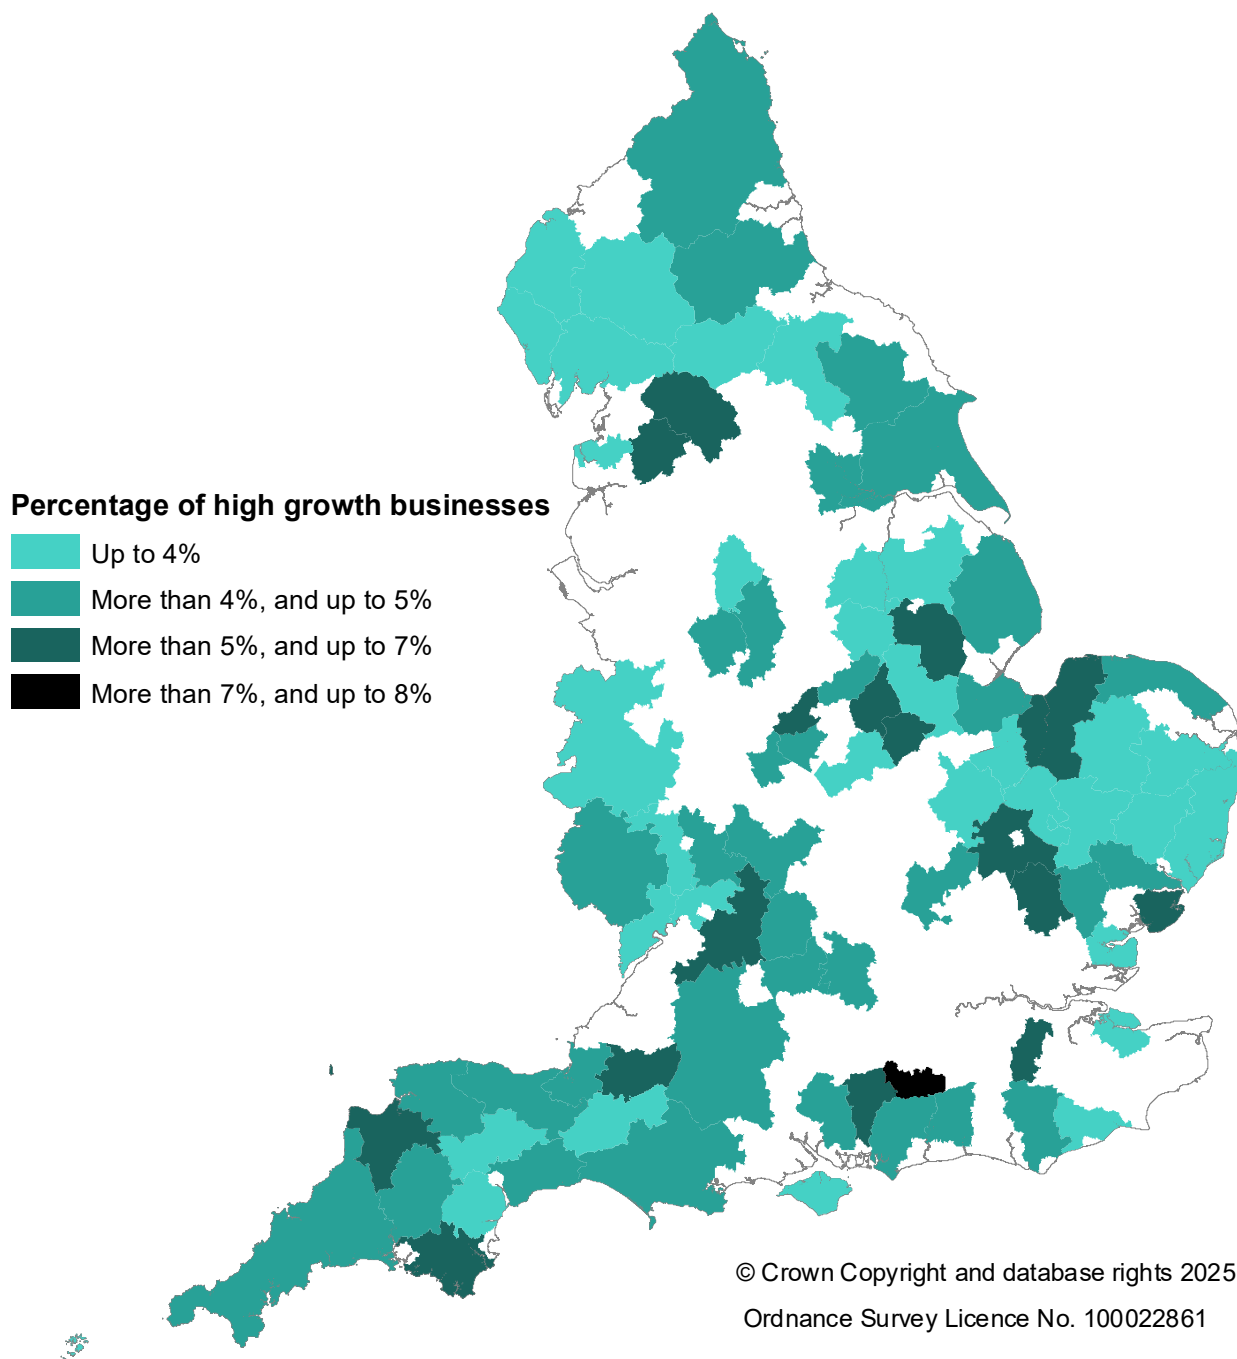 Percentage of high growth businesses
Up to 4%
More than 4%, and up to 5%
More than 5%, and up to 7%
More than 7%, and up to 8%
© Crown Copyright and database rights 2025
Ordnance Survey Licence No. 100022861